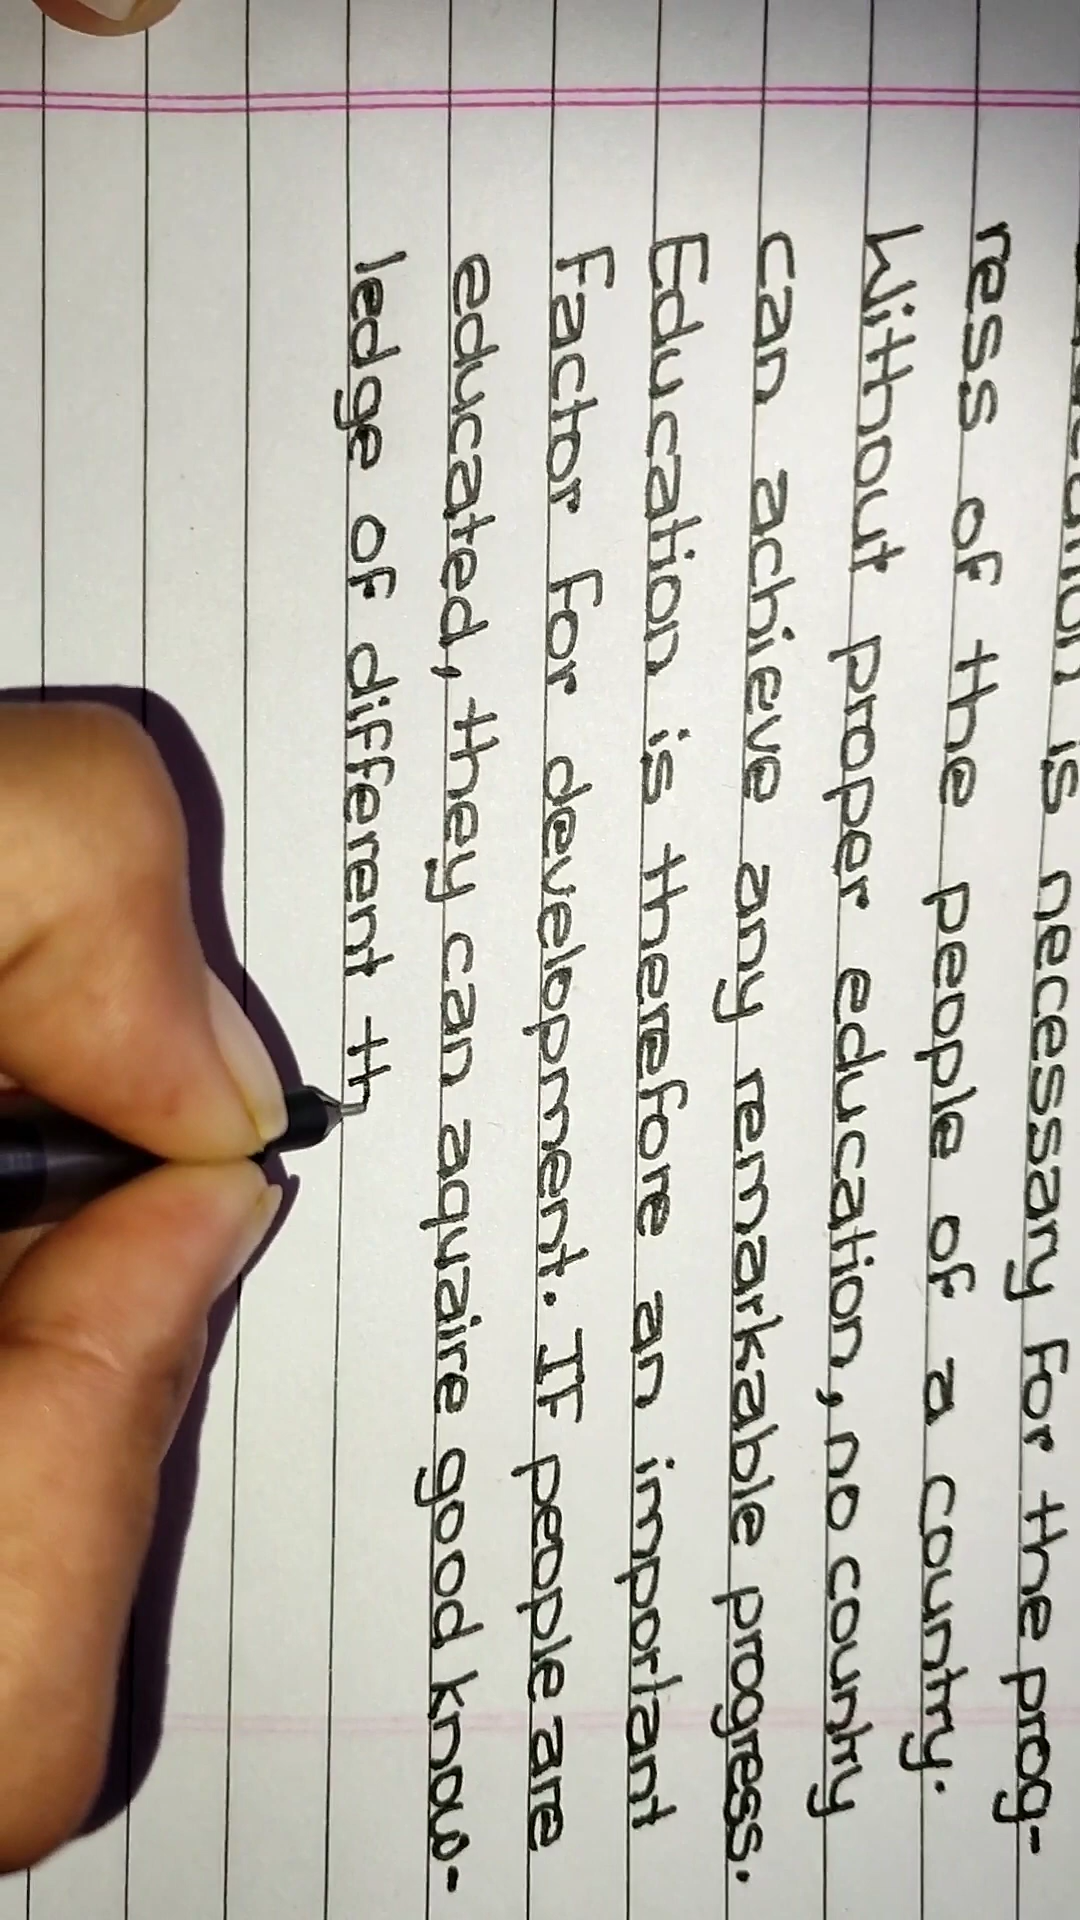 Education is necessary for the prog-
ress of the people of a country.
Without proper education, no country
can achieve any remarkable progress.
Education is therefore an important
Factor for development. IF people are
educated, they can aquaire good know-
ledge of different th